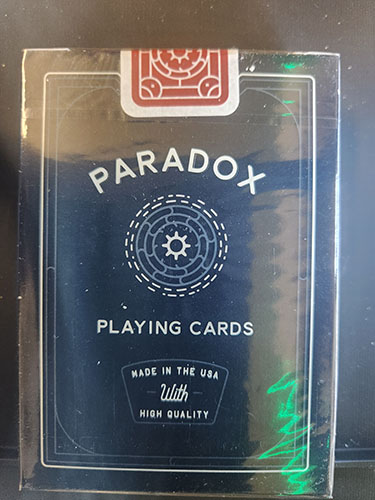 PARADOX
PLAYING CARDS
MADE IN THE USA
With
HIGH QUALITY